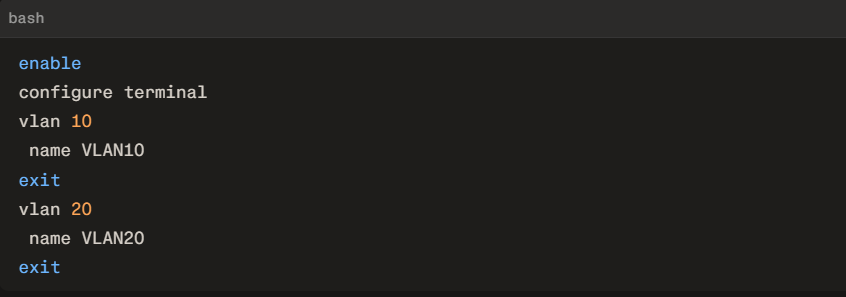 bash
enable
configure terminal
vlan 10
name VLAN10
exit
vlan 20
name VLAN20
exit